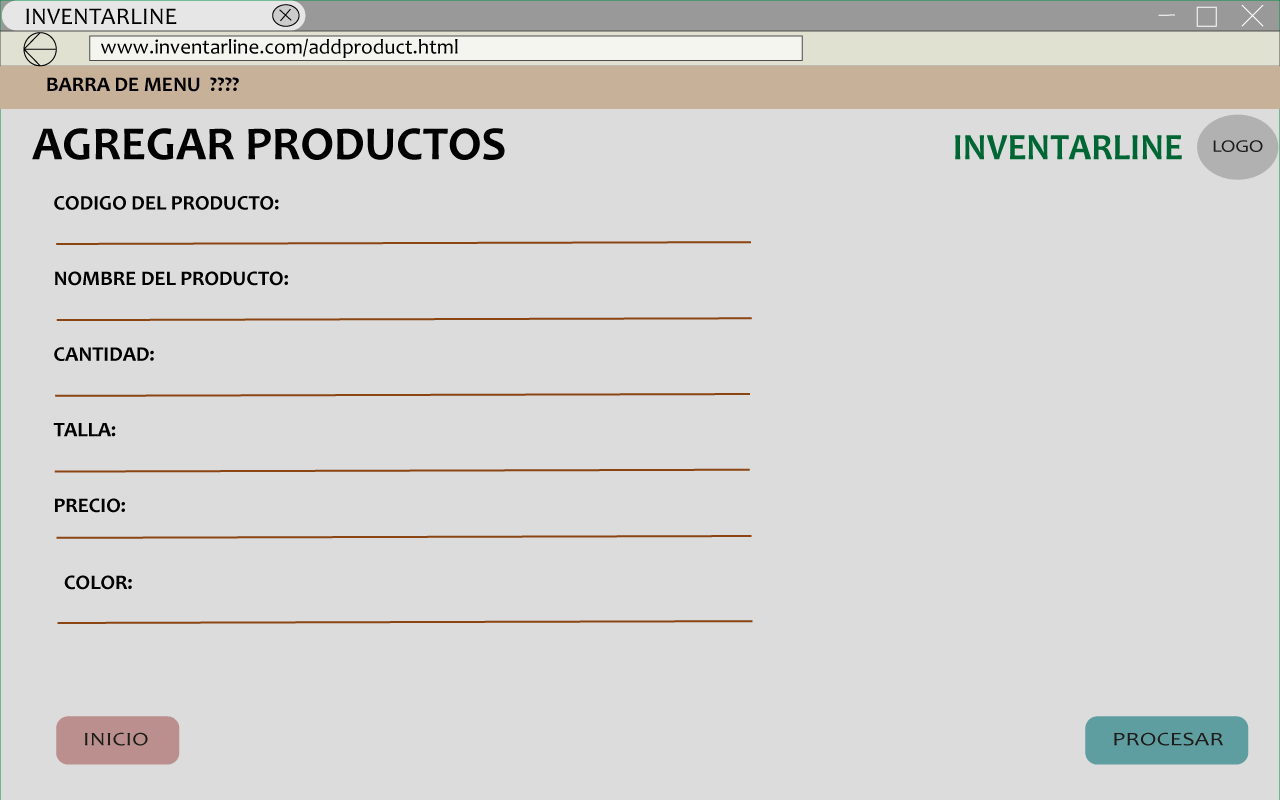 INVENTARLINE
www.inventarline.com/addproduct.html
BARRA DE MENU ????
AGREGAR PRODUCTOS
INVENTARLINE
LOGO
CODIGO DEL PRODUCTO:
NOMBRE DEL PRODUCTO:
CANTIDAD:
TALLA:
PRECIO:
COLOR:
INICIO
PROCESAR